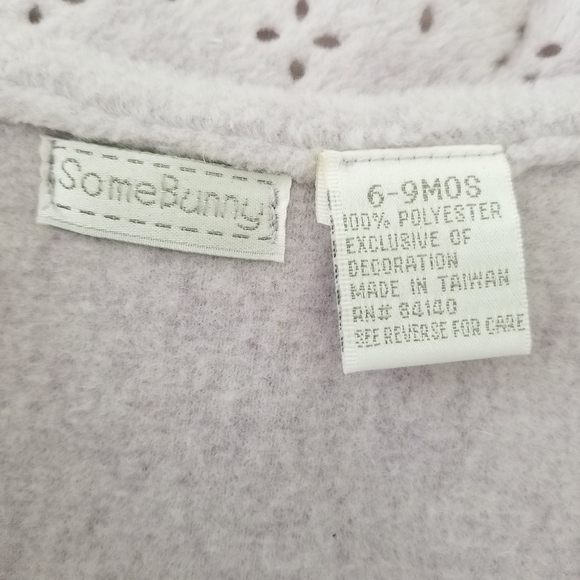 SomeBunny
6-9MOS
100% POLYESTER
EXCLUSIVE OF
DECORATION
MADE IN TAIWAN
RN# 84140
SEE REVERSE FOR CARE